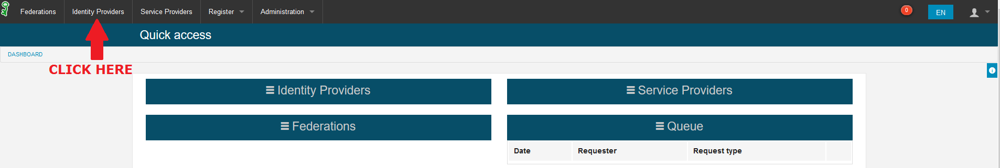 Federations Identity Providers Service Providers Register Administration 0 EN
Quick access
DASHBOARD
CLICK HERE
Identity Providers Service Providers
Federations Queue
Date Requester Request type